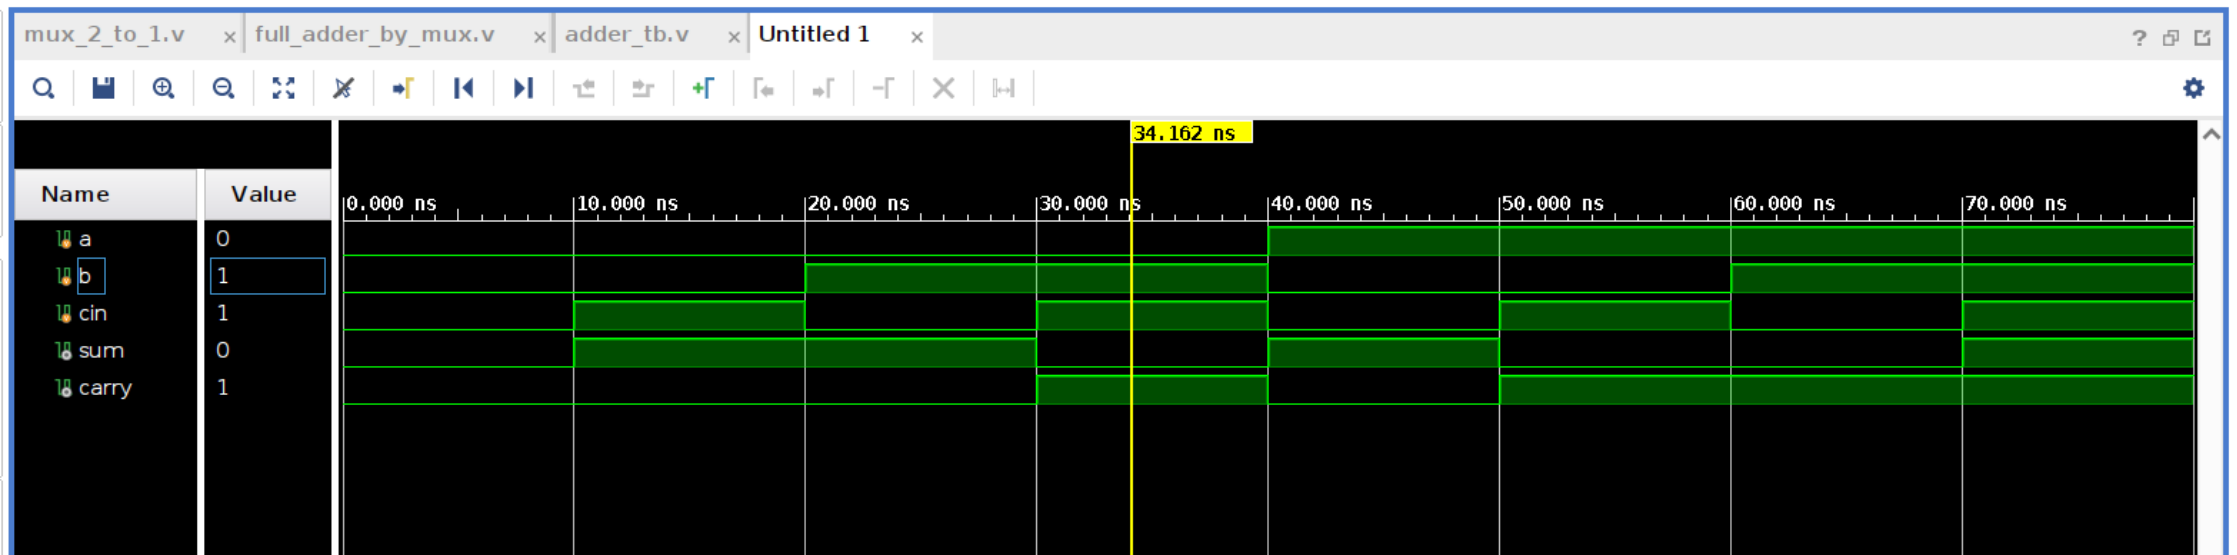 mux_2_to_1.v × full_adder_by_mux.v × adder_tb.v × Untitled 1 × ?
34.162 ns
Name Value
0.000 ns 10.000 ns 20.000 ns 30.000 ns 40.000 ns 50.000 ns 60.000 ns 70.000 ns
a 0
b 1
cin 1
sum 0
carry 1